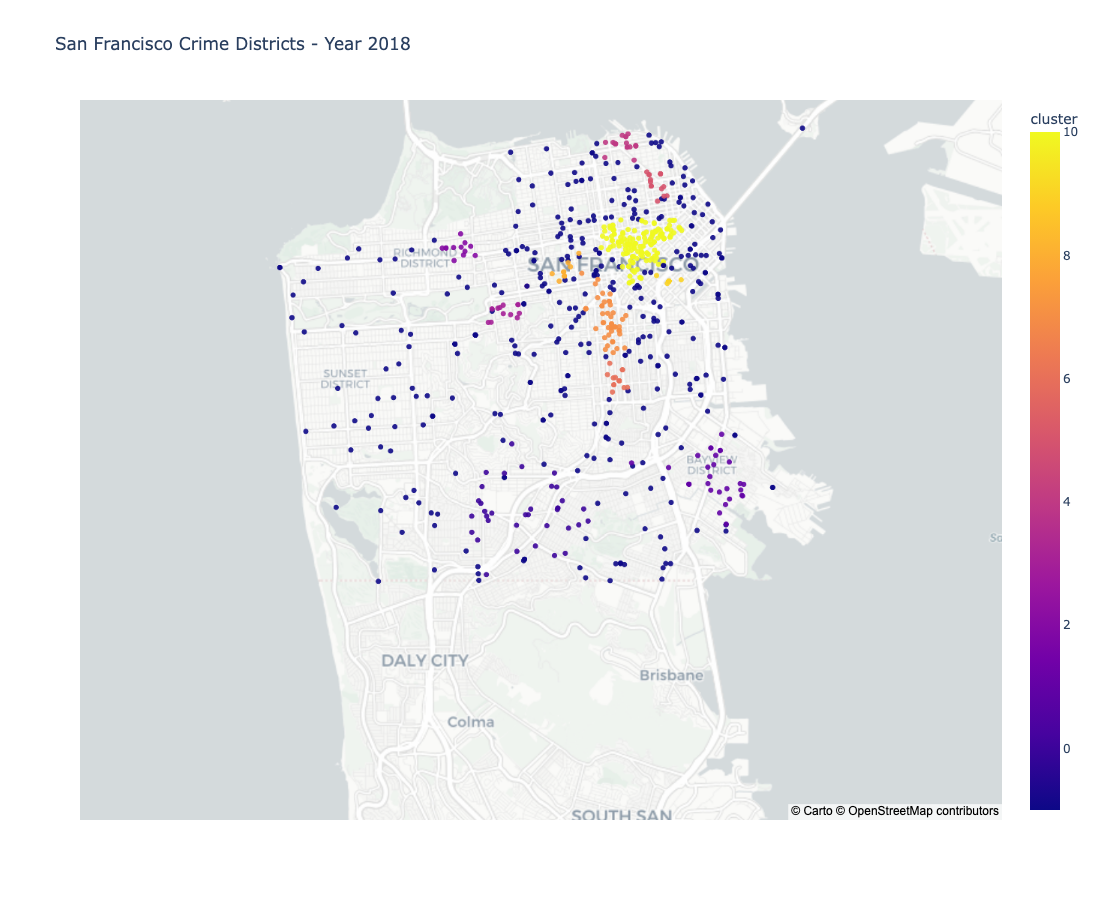 San Francisco Crime Districts - Year 2018
cluster
10
8
6
4
2
0
RICHMOND
DISTRICT
SAN FRANCISCO
SUNSET
DISTRICT
BAYVIEW
DISTRICT
So
DALY CITY
Brisbane
Colma
SOUTH SAN
© Carto © OpenStreetMap contributors